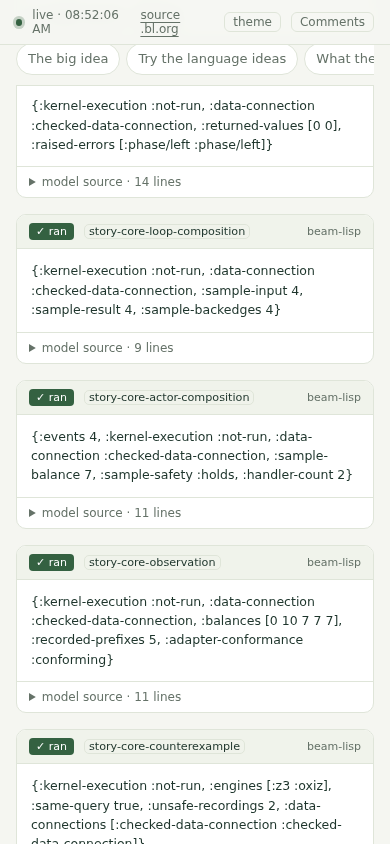 live · 08:52:06 AM
source .bl.org
theme
Comments
The big idea
Try the language ideas
What the
{:kernel-execution :not-run, :data-connection
:checked-data-connection, :returned-values [0 0],
:raised-errors [:phase/left :phase/left]}
▶ model source · 14 lines
✓ ran story-core-loop-composition beam-lisp
{:kernel-execution :not-run, :data-connection
:checked-data-connection, :sample-input 4,
:sample-result 4, :sample-backedges 4}
▶ model source · 9 lines
✓ ran story-core-actor-composition beam-lisp
{:events 4, :kernel-execution :not-run, :data-
connection :checked-data-connection, :sample-
balance 7, :sample-safety :holds, :handler-count 2}
▶ model source · 11 lines
✓ ran story-core-observation beam-lisp
{:kernel-execution :not-run, :data-connection
:checked-data-connection, :balances [0 10 7 7 7],
:recorded-prefixes 5, :adapter-conformance
:conforming}
▶ model source · 11 lines
✓ ran story-core-counterexample beam-lisp
{:kernel-execution :not-run, :engines [:z3 :oxiz],
:same-query true, :unsafe-recordings 2, :data-
connections [:checked-data-connection :checked-
data-connection]}